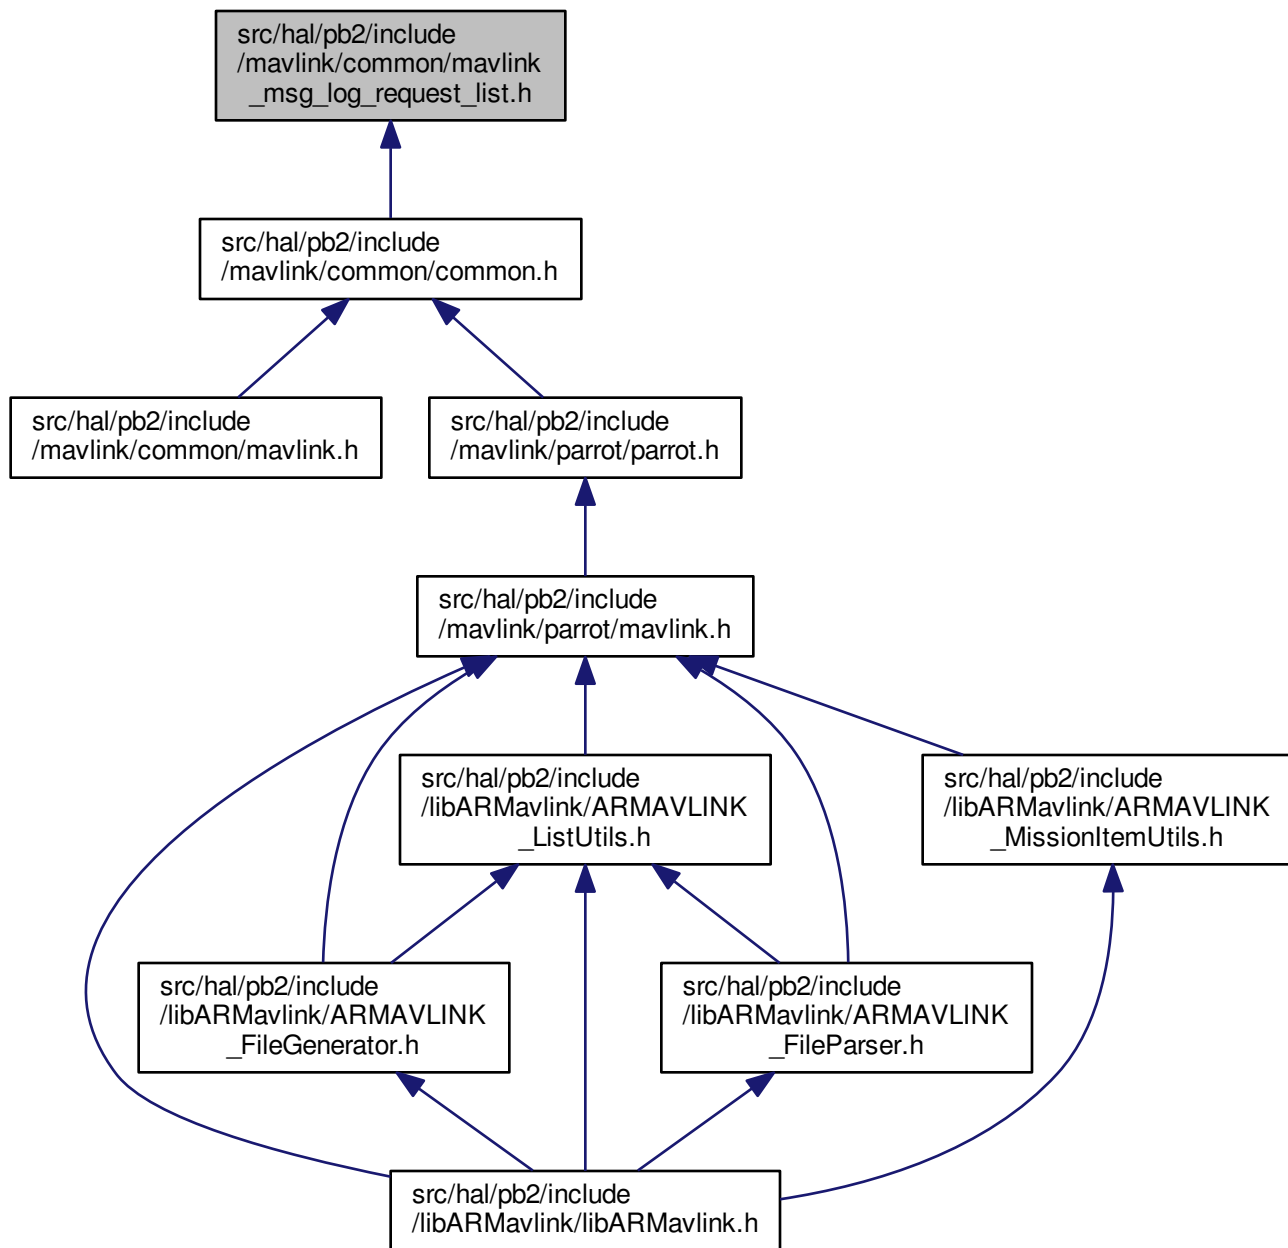 src/hal/pb2/include
/mavlink/common/mavlink
_msg_log_request_list.h
src/hal/pb2/include
/mavlink/common/common.h
src/hal/pb2/include
/mavlink/common/mavlink.h
src/hal/pb2/include
/mavlink/parrot/parrot.h
src/hal/pb2/include
/mavlink/parrot/mavlink.h
src/hal/pb2/include
/libARMavlink/ARMAVLINK
_ListUtils.h
src/hal/pb2/include
/libARMavlink/ARMAVLINK
_MissionItemUtils.h
src/hal/pb2/include
/libARMavlink/ARMAVLINK
_FileGenerator.h
src/hal/pb2/include
/libARMavlink/ARMAVLINK
_FileParser.h
src/hal/pb2/include
/libARMavlink/libARMavlink.h